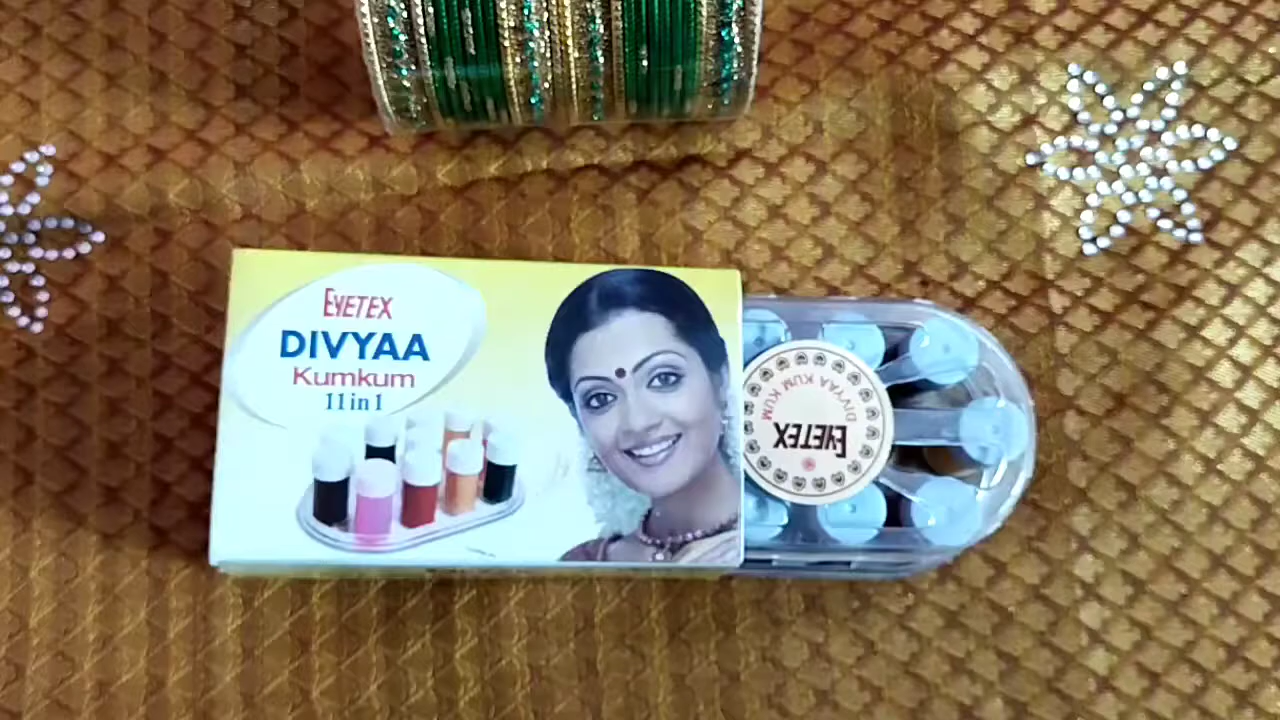 EYETEX
DIVYAA
Kumkum
11 in 1
DIVYAA KUM KUM
EYETEX